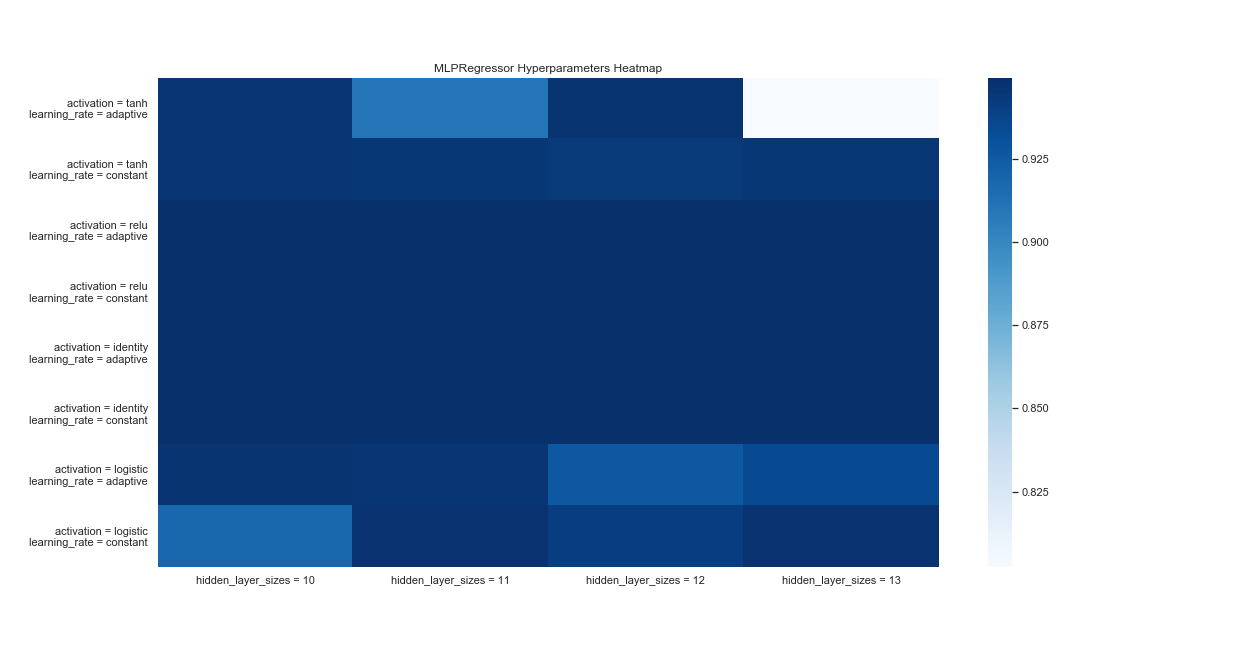 MLPRegressor Hyperparameters Heatmap
activation = tanh
learning_rate = adaptive
activation = tanh
learning_rate = constant
activation = relu
learning_rate = adaptive
activation = relu
learning_rate = constant
activation = identity
learning_rate = adaptive
activation = identity
learning_rate = constant
activation = logistic
learning_rate = adaptive
activation = logistic
learning_rate = constant
hidden_layer_sizes = 10
hidden_layer_sizes = 11
hidden_layer_sizes = 12
hidden_layer_sizes = 13
0.925
0.900
0.875
0.850
0.825